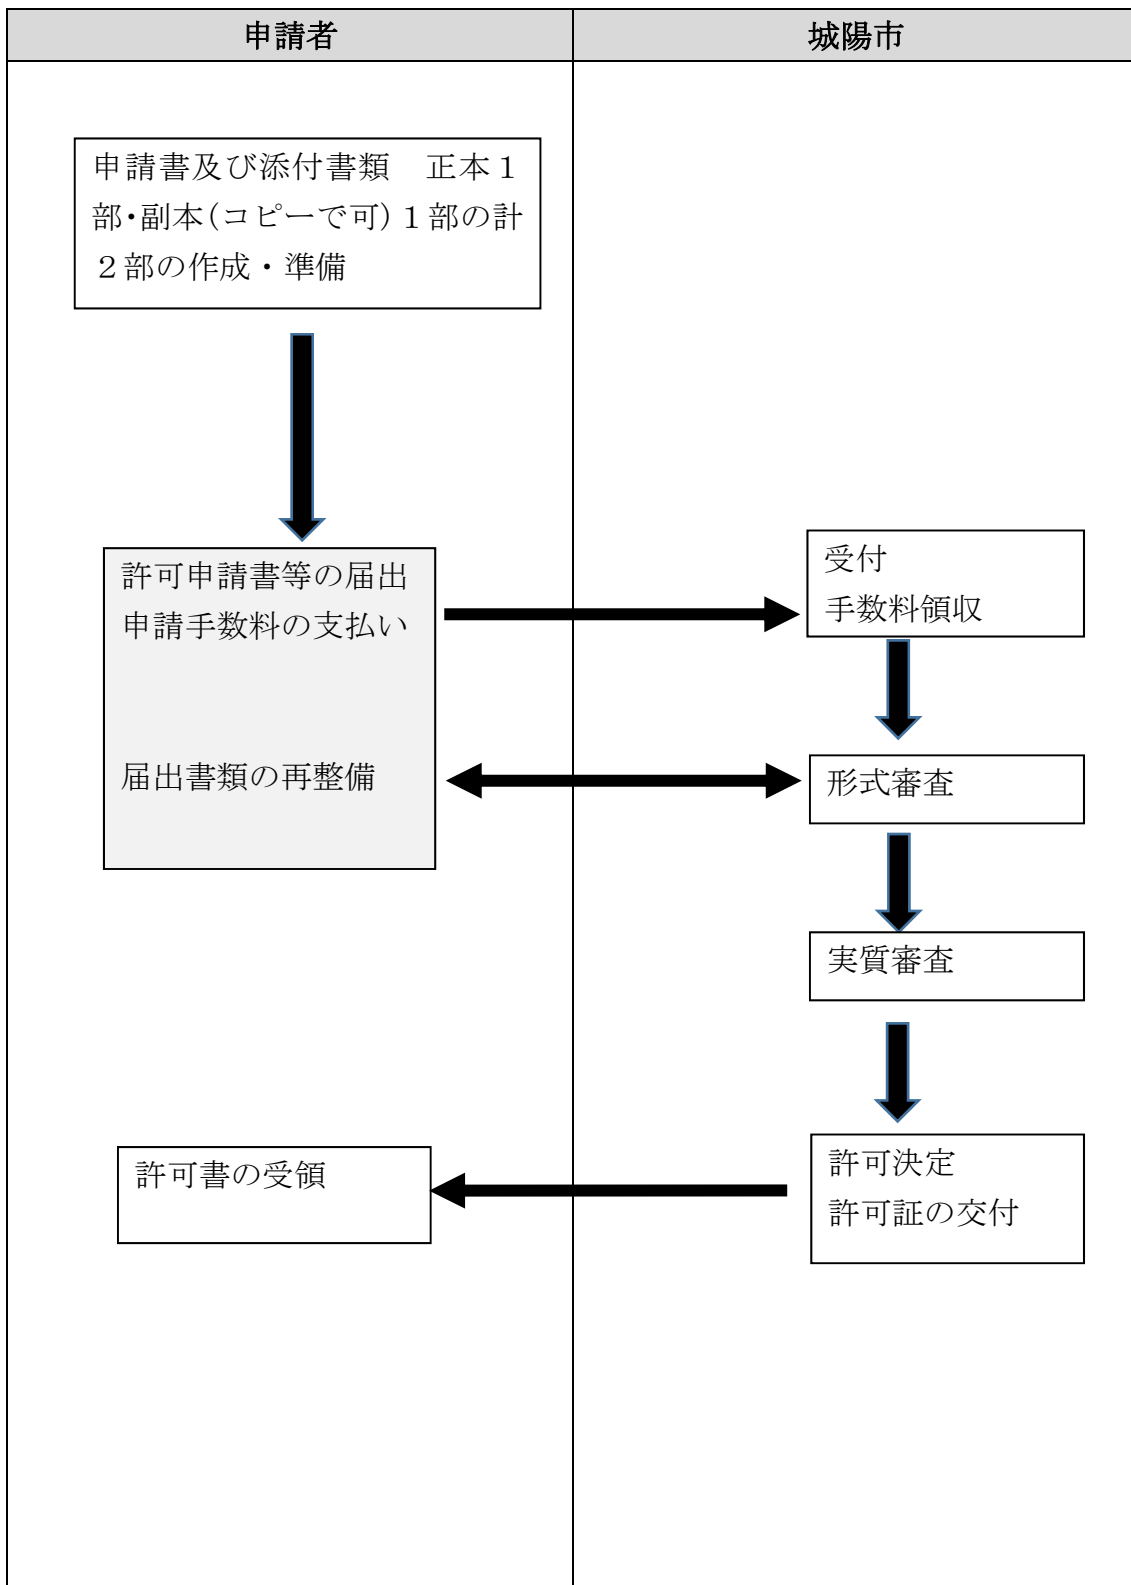 申請者
城陽市
申請書及び添付書類　正本１
部・副本(コピーで可)１部の計
２部の作成・準備
許可申請書等の届出
申請手数料の支払い
受付
手数料領収
届出書類の再整備
形式審査
実質審査
許可書の受領
許可決定
許可証の交付